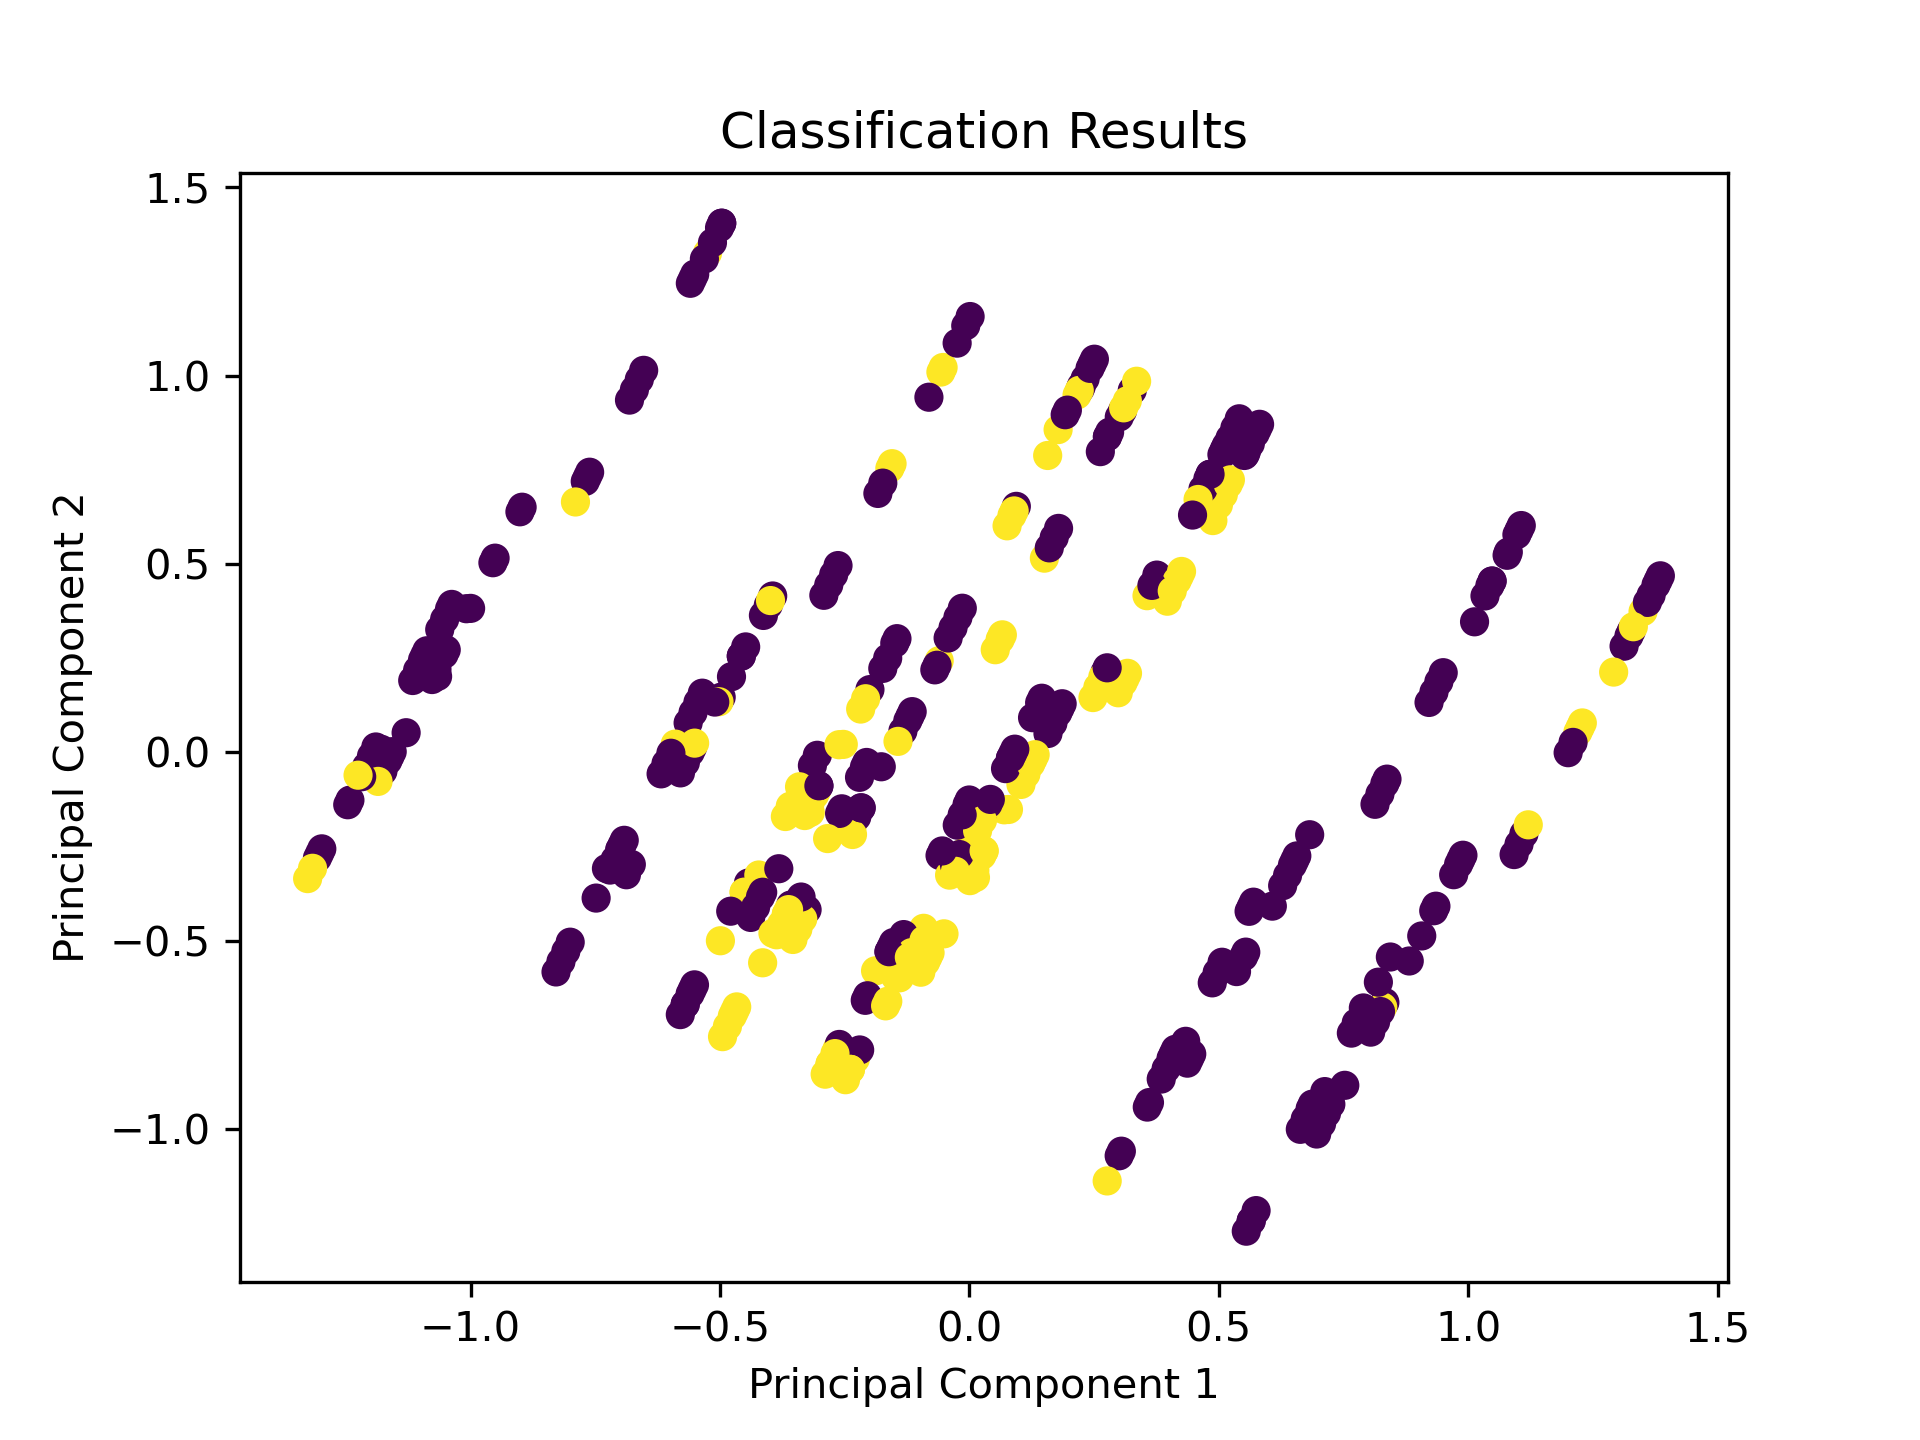 Classification Results
Principal Component 2
1.5
1.0
0.5
0.0
−0.5
−1.0
−1.0 −0.5 0.0 0.5 1.0 1.5
Principal Component 1